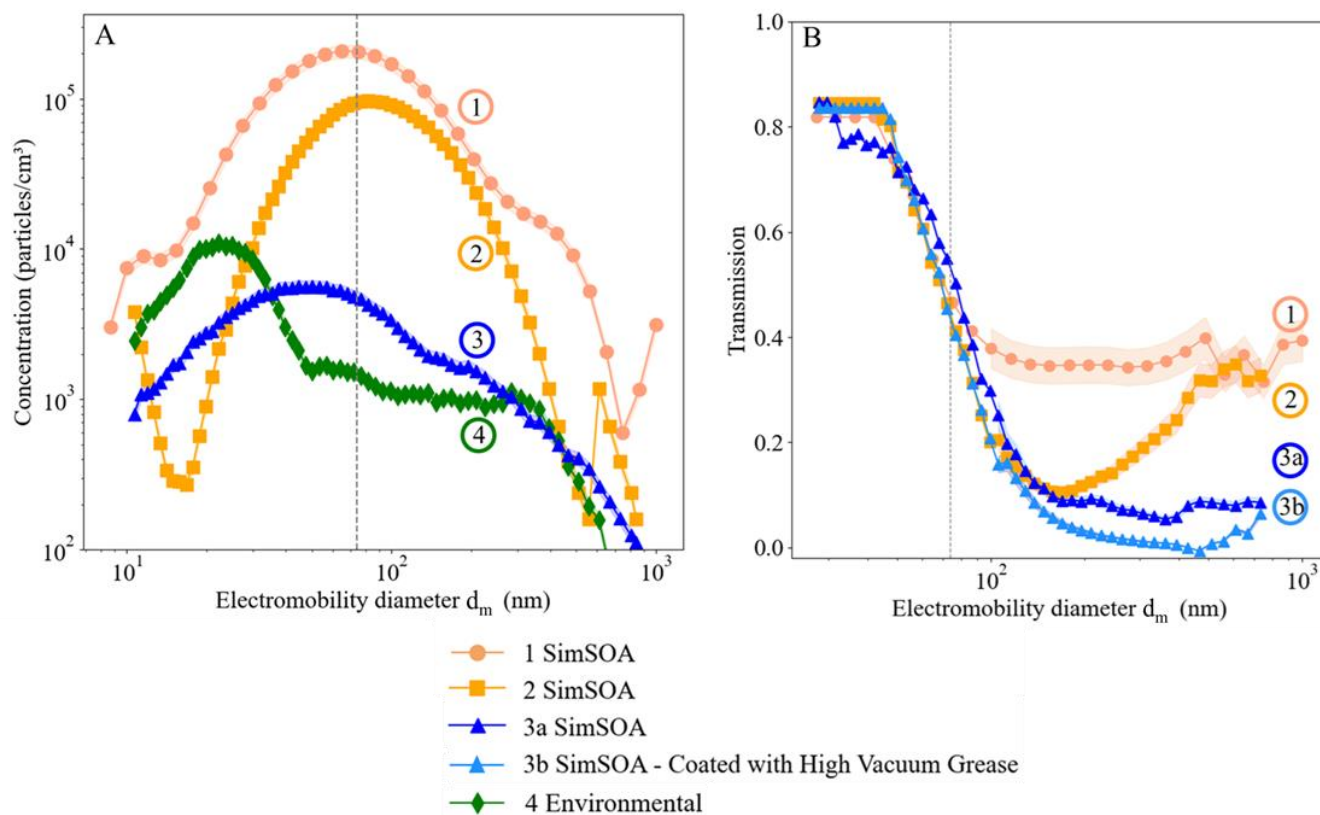 A
Concentration (particles/cm³)
10⁵
10⁴
10³
10²
10¹
10²
10³
Electromobility diameter dₘ (nm)
1
2
3
4
B
Transmission
1.0
0.8
0.6
0.4
0.2
0.0
10²
10³
Electromobility diameter dₘ (nm)
1
2
3a
3b
1 SimSOA
2 SimSOA
3a SimSOA
3b SimSOA - Coated with High Vacuum Grease
4 Environmental